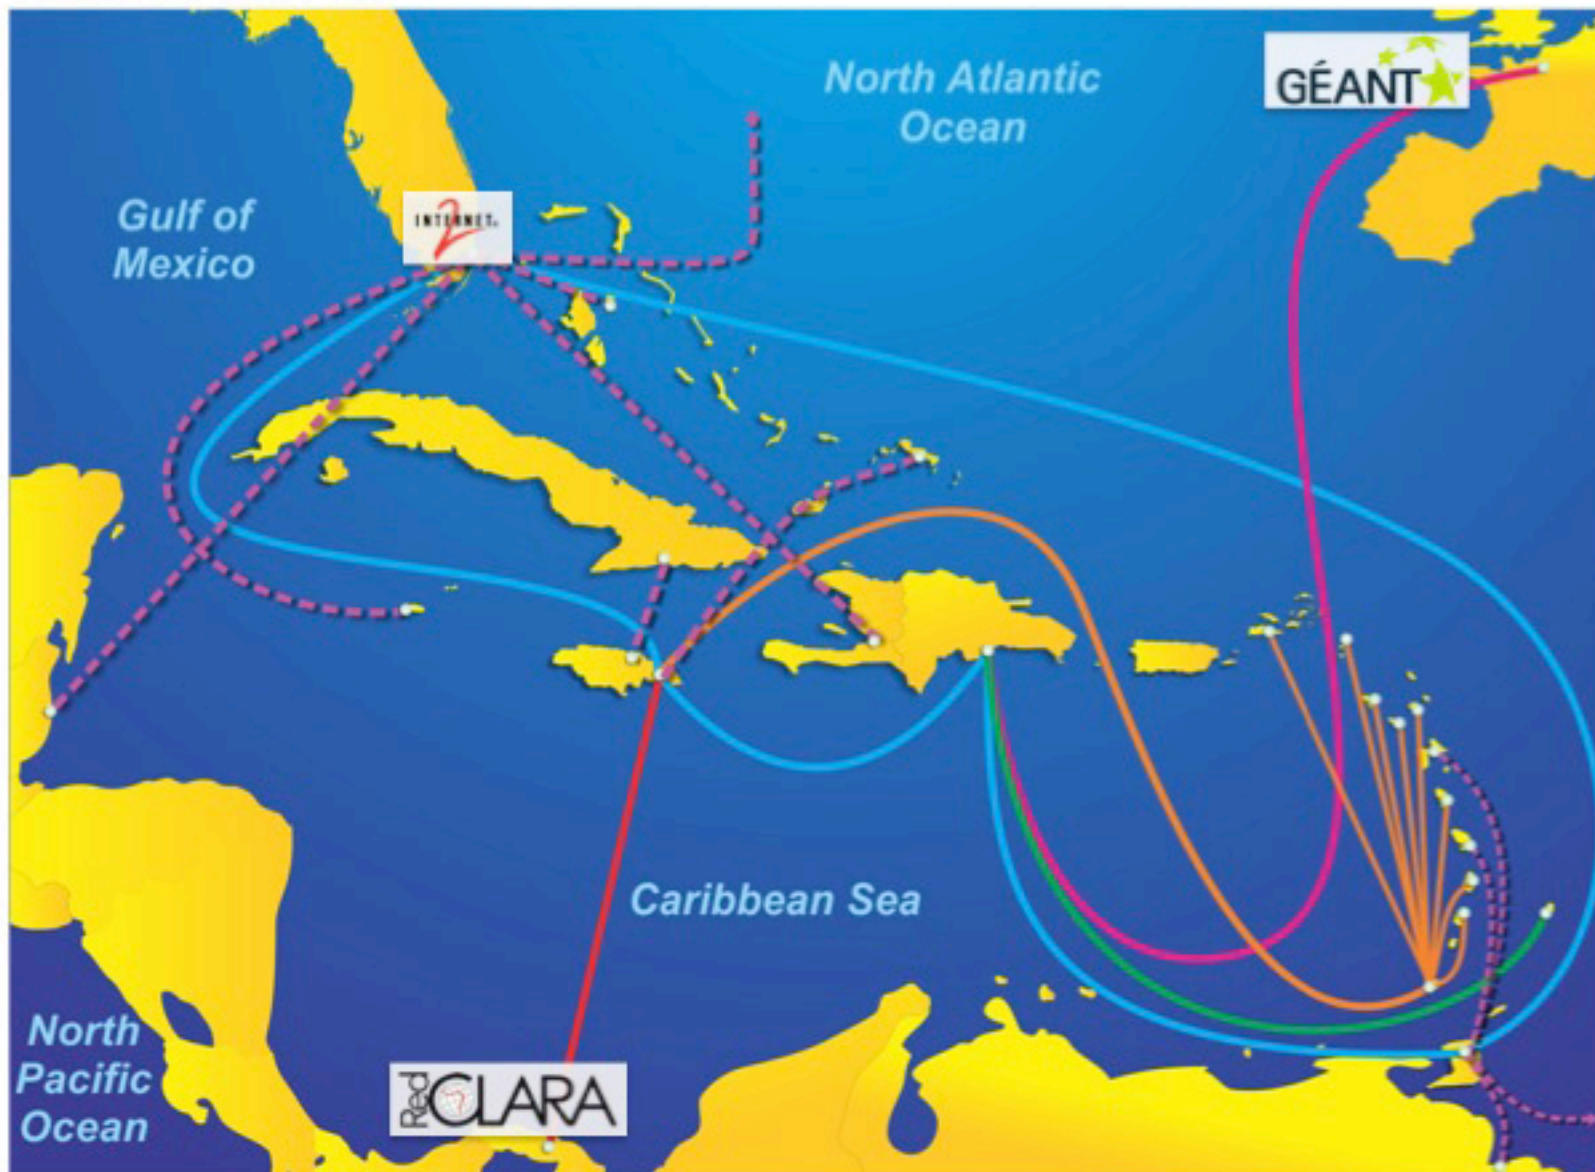 North Atlantic
Ocean
GÉANT
Gulf of
Mexico
INTERNET®
2
Caribbean Sea
North
Pacific
Ocean
Red
CLARA